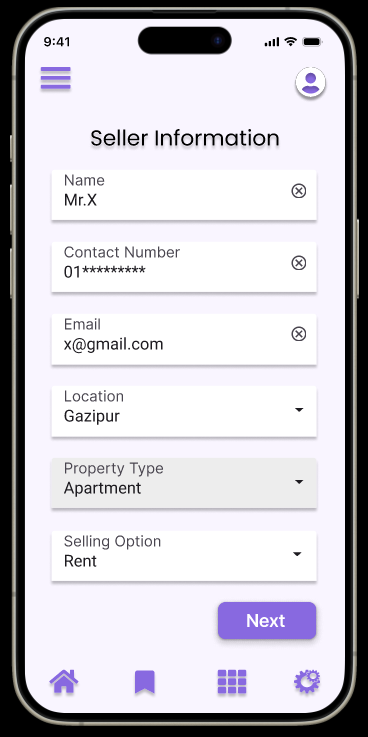 9:41
Seller Information
Name
Mr.X
Contact Number
01*********
Email
x@gmail.com
Location
Gazipur
Property Type
Apartment
Selling Option
Rent
Next